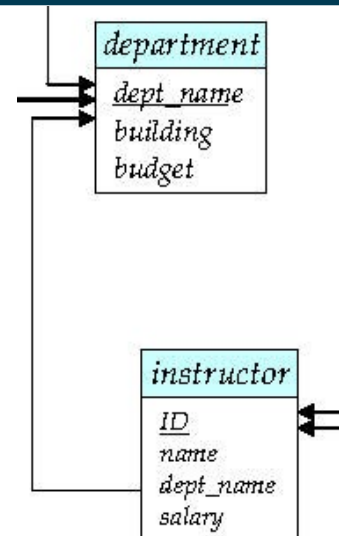 department
dept_name
building
budget
instructor
ID
name
dept_name
salary